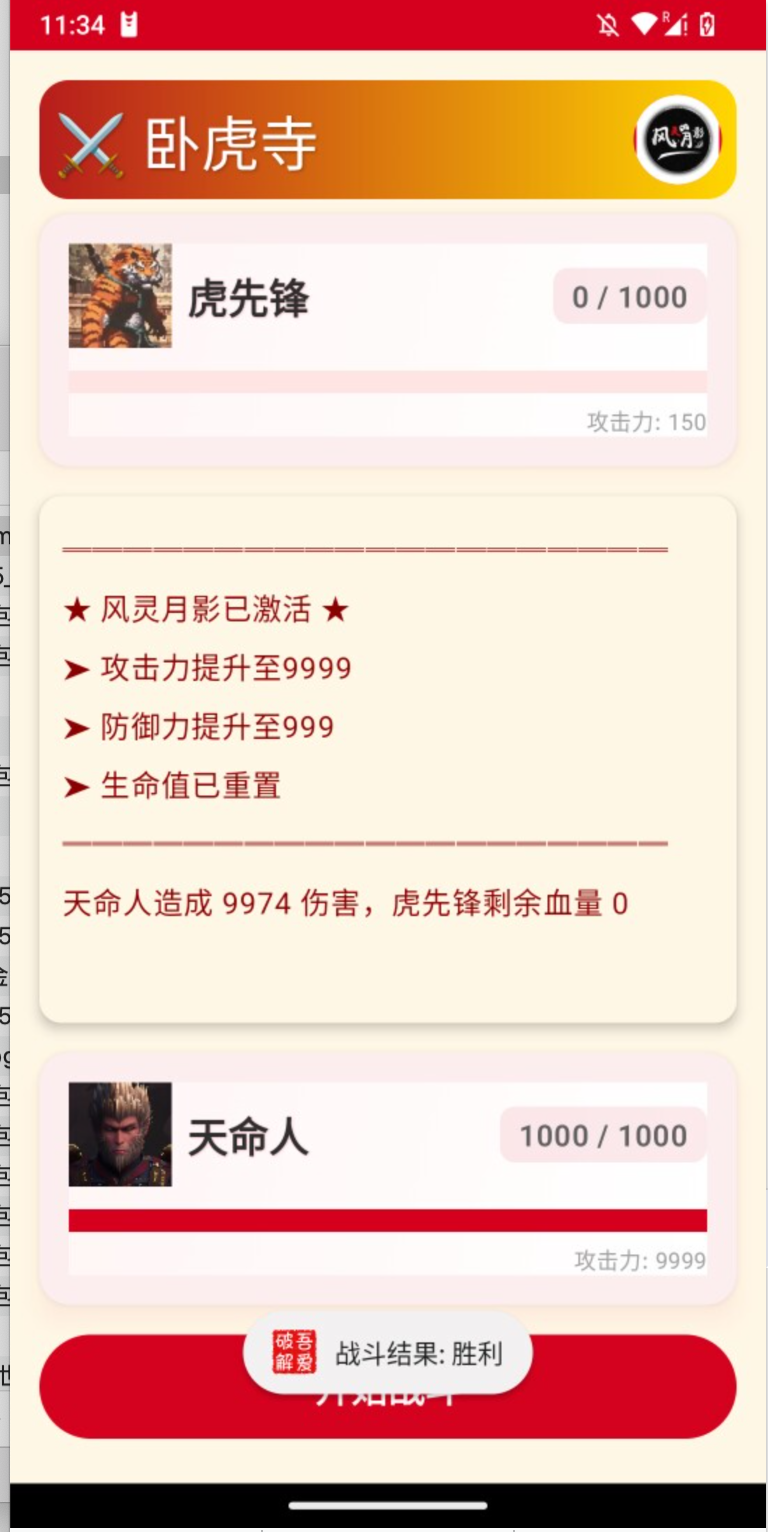 11:34
R
⚔️ 卧虎寺
虎先锋
0 / 1000
攻击力: 150
★ 风灵月影已激活 ★
➤ 攻击力提升至9999
➤ 防御力提升至999
➤ 生命值已重置
天命人造成 9974 伤害，虎先锋剩余血量 0
天命人
1000 / 1000
攻击力: 9999
吾爱破解
战斗结果: 胜利
开始战斗